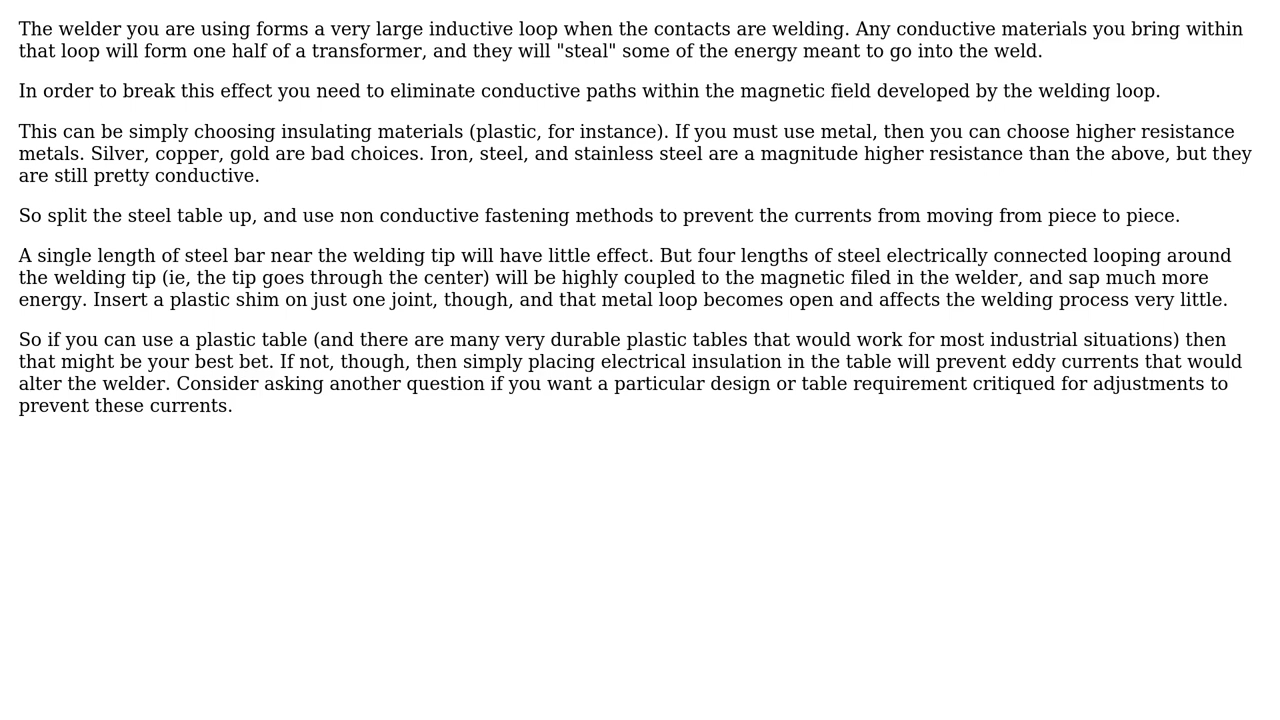 The welder you are using forms a very large inductive loop when the contacts are welding. Any conductive materials you bring within
that loop will form one half of a transformer, and they will "steal" some of the energy meant to go into the weld.
In order to break this effect you need to eliminate conductive paths within the magnetic field developed by the welding loop.
This can be simply choosing insulating materials (plastic, for instance). If you must use metal, then you can choose higher resistance
metals. Silver, copper, gold are bad choices. Iron, steel, and stainless steel are a magnitude higher resistance than the above, but they
are still pretty conductive.
So split the steel table up, and use non conductive fastening methods to prevent the currents from moving from piece to piece.
A single length of steel bar near the welding tip will have little effect. But four lengths of steel electrically connected looping around
the welding tip (ie, the tip goes through the center) will be highly coupled to the magnetic filed in the welder, and sap much more
energy. Insert a plastic shim on just one joint, though, and that metal loop becomes open and affects the welding process very little.
So if you can use a plastic table (and there are many very durable plastic tables that would work for most industrial situations) then
that might be your best bet. If not, though, then simply placing electrical insulation in the table will prevent eddy currents that would
alter the welder. Consider asking another question if you want a particular design or table requirement critiqued for adjustments to
prevent these currents.